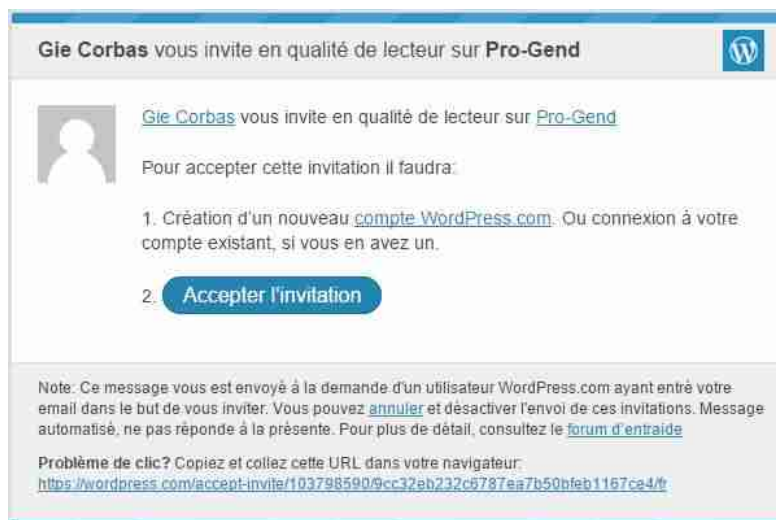 Gie Corbas vous invite en qualité de lecteur sur Pro-Gend
Gie Corbas vous invite en qualité de lecteur sur Pro-Gend
Pour accepter cette invitation il faudra:
1. Création d'un nouveau compte WordPress.com. Ou connexion à votre
compte existant, si vous en avez un.
2. Accepter l'invitation
Note: Ce message vous est envoyé à la demande d'un utilisateur WordPress.com ayant entré votre
email dans le but de vous inviter. Vous pouvez annuler et désactiver l'envoi de ces invitations. Message
automatisé, ne pas réponde à la présente. Pour plus de détail, consultez le forum d'entraide
Problème de clic? Copiez et collez cette URL dans votre navigateur:
https://wordpress.com/accept-invite/103798590/9cc32eb232c6787ea7b50bfeb1167ce4/fr